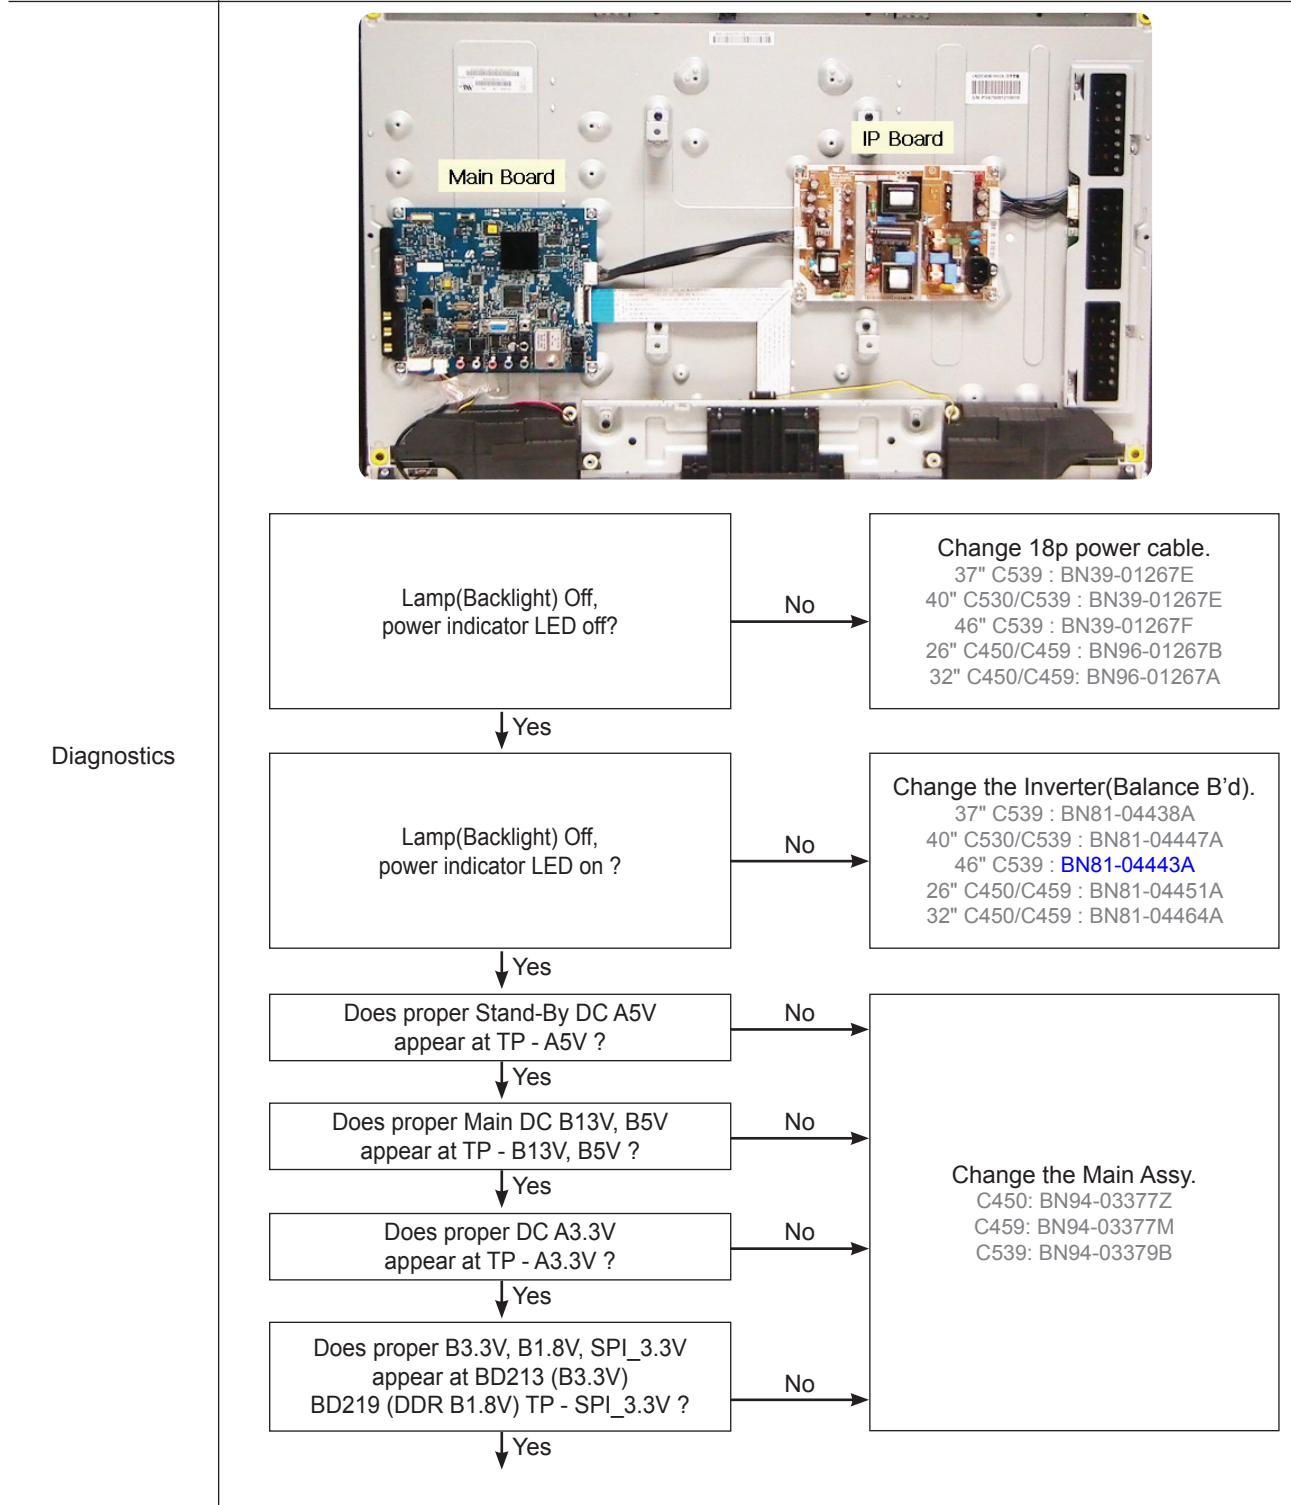 Main Board
IP Board
Diagnostics
Lamp(Backlight) Off,
power indicator LED off?
No
Change 18p power cable.
37" C539 : BN39-01267E
40" C530/C539 : BN39-01267E
46" C539 : BN39-01267F
26" C450/C459 : BN96-01267B
32" C450/C459: BN96-01267A
Yes
Lamp(Backlight) Off,
power indicator LED on ?
No
Change the Inverter(Balance B’d).
37" C539 : BN81-04438A
40" C530/C539 : BN81-04447A
46" C539 : BN81-04443A
26" C450/C459 : BN81-04451A
32" C450/C459 : BN81-04464A
Yes
Does proper Stand-By DC A5V
appear at TP - A5V ?
No
Yes
Does proper Main DC B13V, B5V
appear at TP - B13V, B5V ?
No
Yes
Does proper DC A3.3V
appear at TP - A3.3V ?
No
Yes
Does proper B3.3V, B1.8V, SPI_3.3V
appear at BD213 (B3.3V)
BD219 (DDR B1.8V) TP - SPI_3.3V ?
No
Yes
Change the Main Assy.
C450: BN94-03377Z
C459: BN94-03377M
C539: BN94-03379B